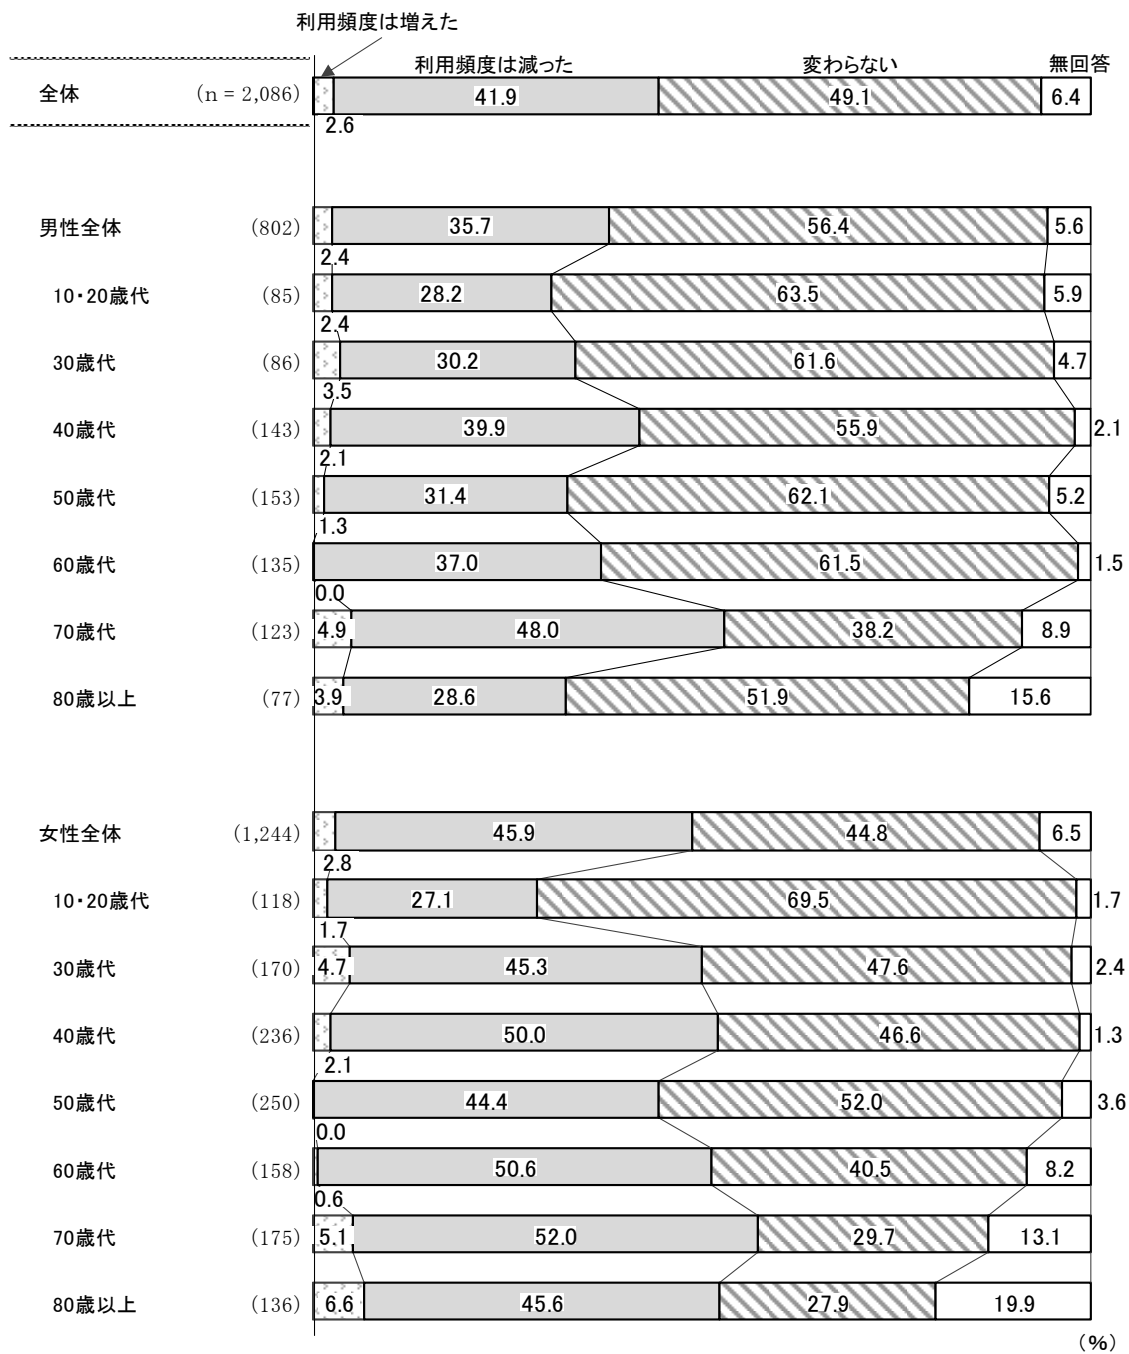 利用頻度は増えた
利用頻度は減った 変わらない 無回答
全体 (n = 2,086) 41.9 49.1 6.4
2.6
男性全体 (802) 35.7 56.4 5.6
2.4
10・20歳代 (85) 28.2 63.5 5.9
2.4
30歳代 (86) 30.2 61.6 4.7
3.5
40歳代 (143) 39.9 55.9 2.1
2.1
50歳代 (153) 31.4 62.1 5.2
1.3
60歳代 (135) 37.0 61.5 1.5
0.0
70歳代 (123) 4.9 48.0 38.2 8.9
80歳以上 (77) 3.9 28.6 51.9 15.6
女性全体 (1,244) 45.9 44.8 6.5
2.8
10・20歳代 (118) 27.1 69.5 1.7
1.7
30歳代 (170) 4.7 45.3 47.6 2.4
40歳代 (236) 50.0 46.6 1.3
2.1
50歳代 (250) 44.4 52.0 3.6
0.0
60歳代 (158) 50.6 40.5 8.2
0.6
70歳代 (175) 5.1 52.0 29.7 13.1
80歳以上 (136) 6.6 45.6 27.9 19.9
(%)